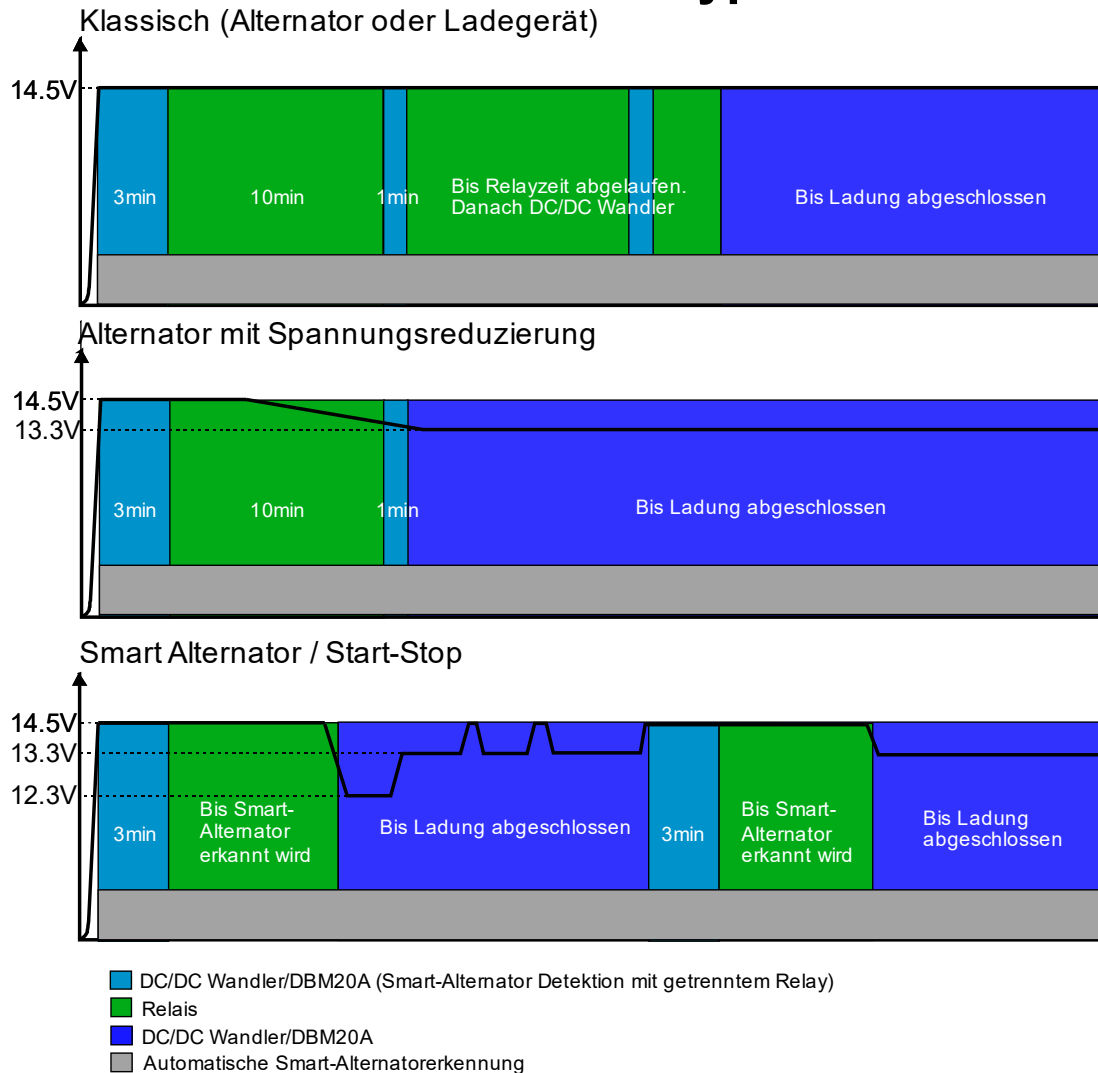 Klassisch (Alternator oder Ladegerät)
14.5V
3min
10min
1min
Bis Relayzeit abgelaufen.
Danach DC/DC Wandler
Bis Ladung abgeschlossen
Alternator mit Spannungsreduzierung
14.5V
13.3V
3min
10min
1min
Bis Ladung abgeschlossen
Smart Alternator / Start-Stop
14.5V
13.3V
12.3V
3min
Bis Smart-
Alternator
erkannt wird
Bis Ladung abgeschlossen
3min
Bis Smart-
Alternator
erkannt wird
Bis Ladung
abgeschlossen
DC/DC Wandler/DBM20A (Smart-Alternator Detektion mit getrenntem Relay)
Relais
DC/DC Wandler/DBM20A
Automatische Smart-Alternatorerkennung